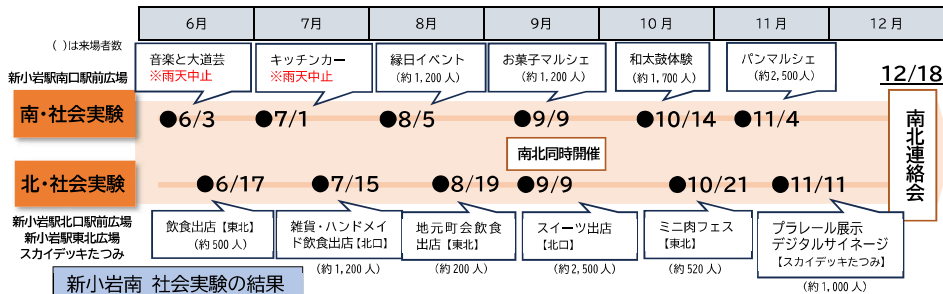 6月 7月 8月 9月 10月 11月 12月
（ ）は来場者数
新小岩駅南口駅前広場
音楽と大道芸
※雨天中止
キッチンカー
※雨天中止
縁日イベント
（約1,200人）
お菓子マルシェ
（約1,200人）
和太鼓体験
（約1,700人）
パンマルシェ
（約2,500人）
12/18
南・社会実験
●6/3 ●7/1 ●8/5 ●9/9 ●10/14 ●11/4
南北同時開催
南北連絡会
北・社会実験
●6/17 ●7/15 ●8/19 ●9/9 ●10/21 ●11/11
新小岩駅北口駅前広場
新小岩駅東北広場
スカイデッキたつみ
飲食出店【東北】
（約500人）
雑貨・ハンドメイ
ド飲食出店【北口】
（約1,200人）
地元町会飲食
出店【東北】
（約200人）
スイーツ出店
【北口】
（約2,500人）
ミニ肉フェス
【東北】
（約520人）
プラレール展示
デジタルサイネージ
【スカイデッキたつみ】
（約1,000人）
新小岩南 社会実験の結果